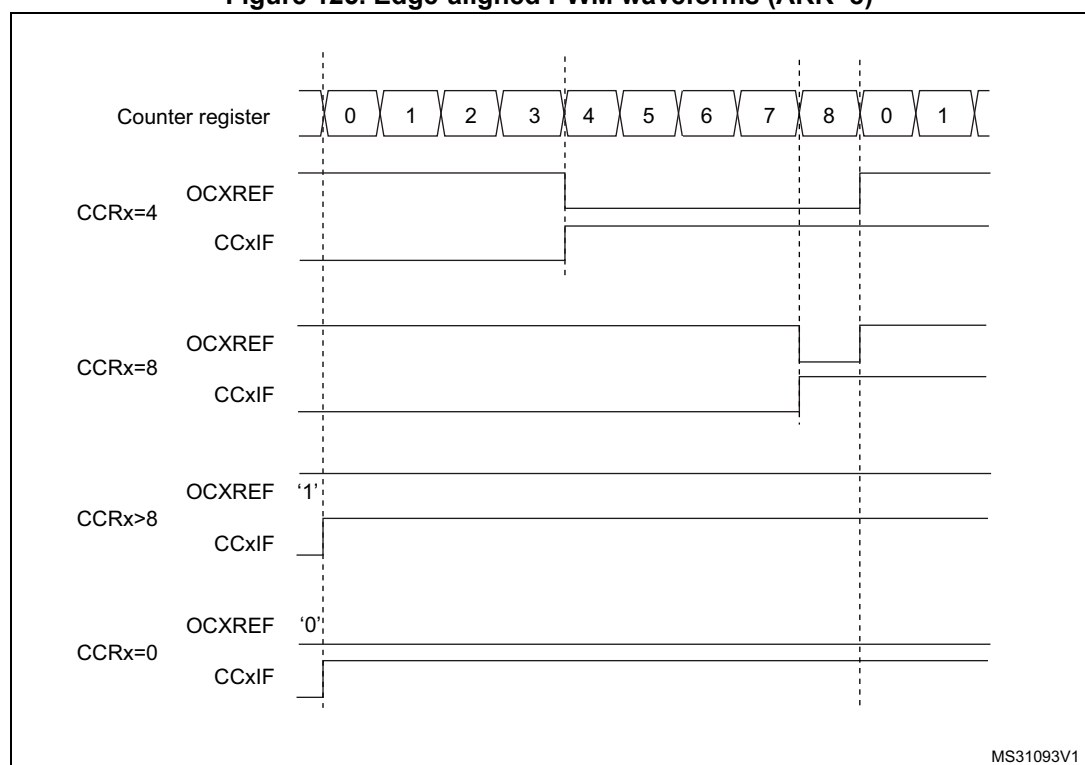 Figure Edge-aligned PWM waveforms (ARR=8)
Counter register 0 1 2 3 4 5 6 7 8 0 1
OCXREF
CCRx=4
CCxIF
OCXREF
CCRx=8
CCxIF
OCXREF ‘1’
CCRx>8
CCxIF
OCXREF ‘0’
CCRx=0
CCxIF
MS31093V1